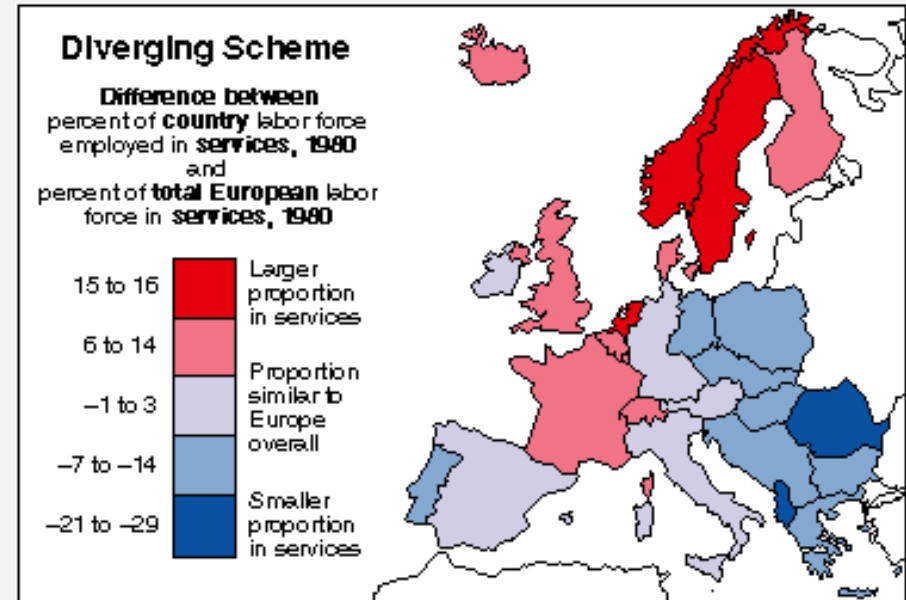 Diverging Scheme
Difference between
percent of country labor force
employed in services, 1980
and
percent of total European labor
force in services, 1980
15 to 16
6 to 14
–1 to 3
–7 to –14
–21 to –29
Larger
proportion
in services
Proportion
similar to
Europe
overall
Smaller
proportion
in services